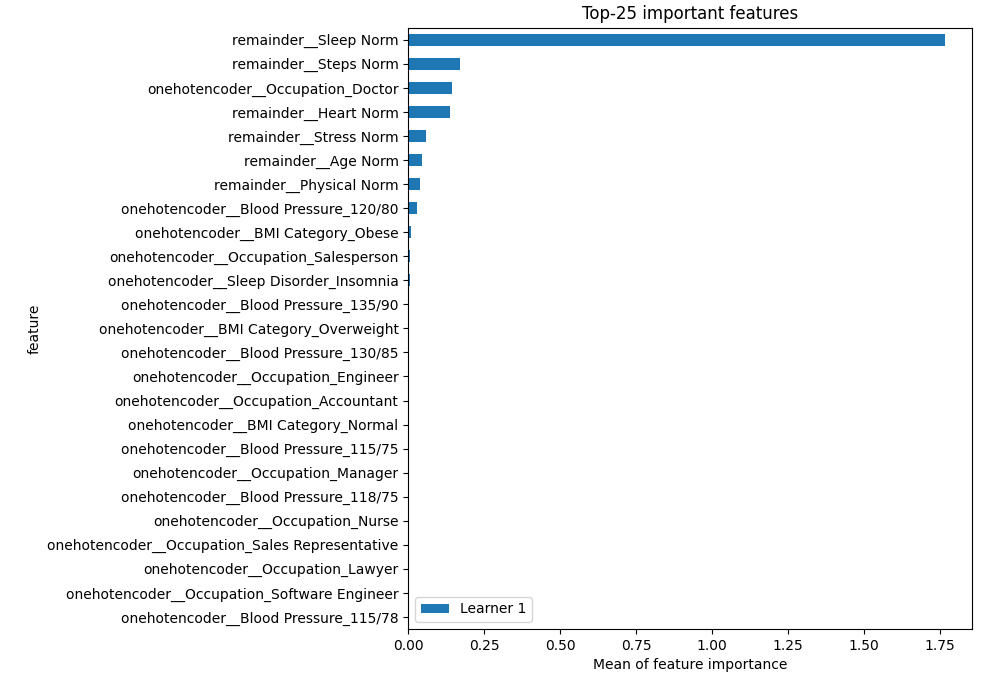 Top-25 important features
remainder__Sleep Norm
remainder__Steps Norm
onehotencoder__Occupation_Doctor
remainder__Heart Norm
remainder__Stress Norm
remainder__Age Norm
remainder__Physical Norm
onehotencoder__Blood Pressure_120/80
onehotencoder__BMI Category_Obese
onehotencoder__Occupation_Salesperson
onehotencoder__Sleep Disorder_Insomnia
onehotencoder__Blood Pressure_135/90
onehotencoder__BMI Category_Overweight
onehotencoder__Blood Pressure_130/85
onehotencoder__Occupation_Engineer
onehotencoder__Occupation_Accountant
onehotencoder__BMI Category_Normal
onehotencoder__Blood Pressure_115/75
onehotencoder__Occupation_Manager
onehotencoder__Blood Pressure_118/75
onehotencoder__Occupation_Nurse
onehotencoder__Occupation_Sales Representative
onehotencoder__Occupation_Lawyer
onehotencoder__Occupation_Software Engineer
onehotencoder__Blood Pressure_115/78
feature
Learner 1
0.00 0.25 0.50 0.75 1.00 1.25 1.50 1.75
Mean of feature importance